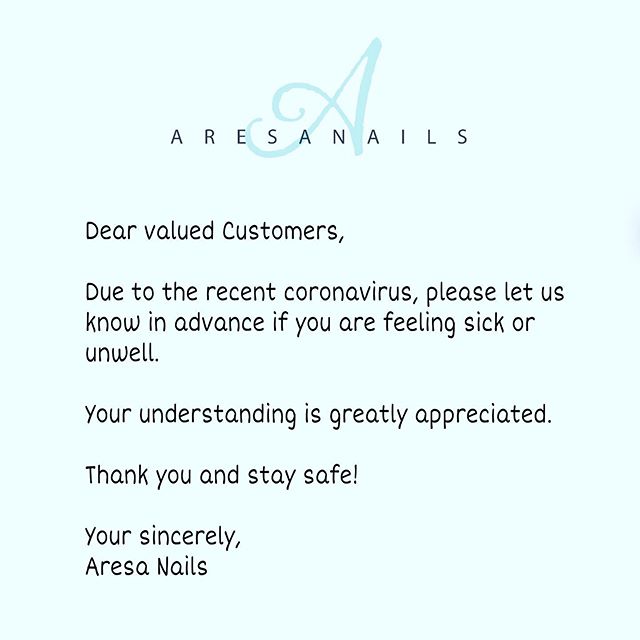 A
ARESANAILS
Dear valued Customers,
Due to the recent coronavirus, please let us
know in advance if you are feeling sick or
unwell.
Your understanding is greatly appreciated.
Thank you and stay safe!
Your sincerely,
Aresa Nails